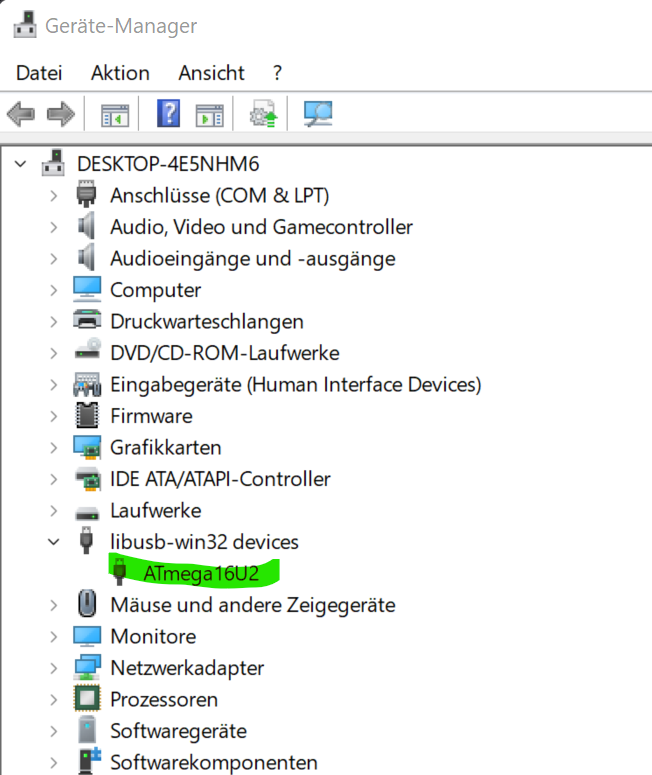 Geräte-Manager
Datei Aktion Ansicht ?
DESKTOP-4E5NHM6
Anschlüsse (COM & LPT)
Audio, Video und Gamecontroller
Audioeingänge und -ausgänge
Computer
Druckwarteschlangen
DVD/CD-ROM-Laufwerke
Eingabegeräte (Human Interface Devices)
Firmware
Grafikkarten
IDE ATA/ATAPI-Controller
Laufwerke
libusb-win32 devices
ATmega16U2
Mäuse und andere Zeigegeräte
Monitore
Netzwerkadapter
Prozessoren
Softwaregeräte
Softwarekomponenten